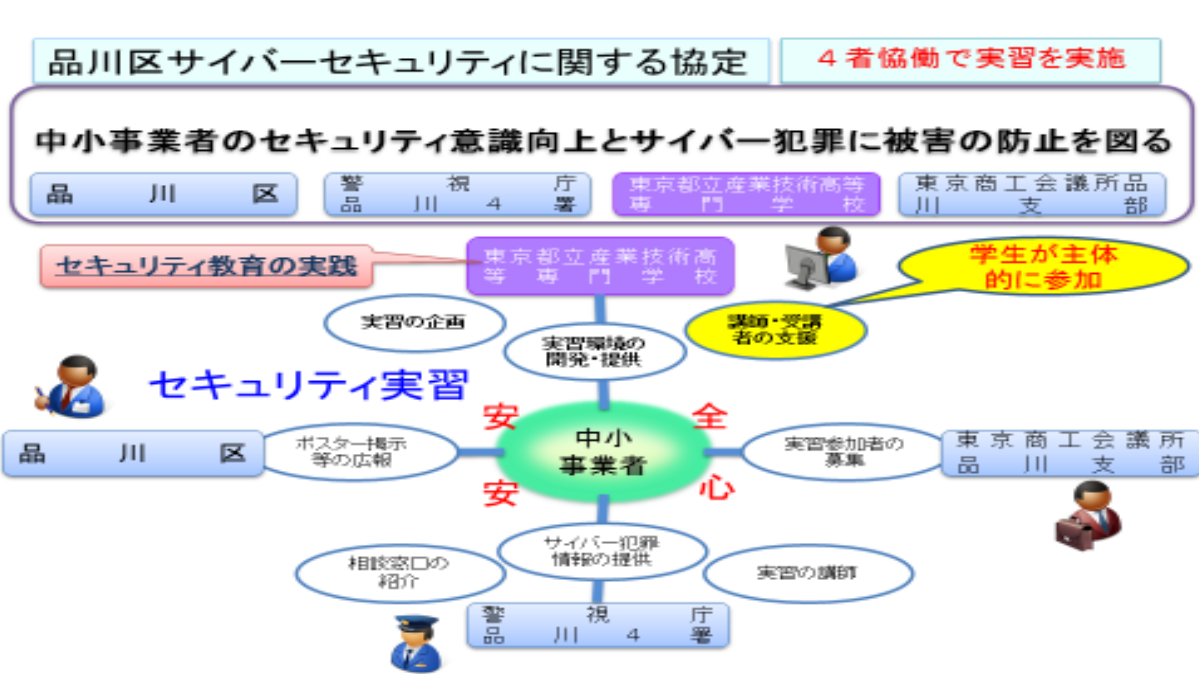 品川区サイバーセキュリティに関する協定
4者協働で実習を実施
中小事業者のセキュリティ意識向上とサイバー犯罪に被害の防止を図る
品川区
警視庁
品川4署
東京都立産業技術高等
専門学校
東京商工会議所品
川支部
セキュリティ教育の実践
東京都立産業技術高
等専門学校
学生が主体
的に参加
実習の企画
実習環境の
開発・提供
講師・受講
者の支援
セキュリティ実習
安
全
品川区
ポスター掲示
等の広報
中小
事業者
実習参加者の
募集
東京商工会議所
品川支部
安
心
相談窓口の
紹介
サイバー犯罪
情報の提供
実習の講師
警視庁
品川4署